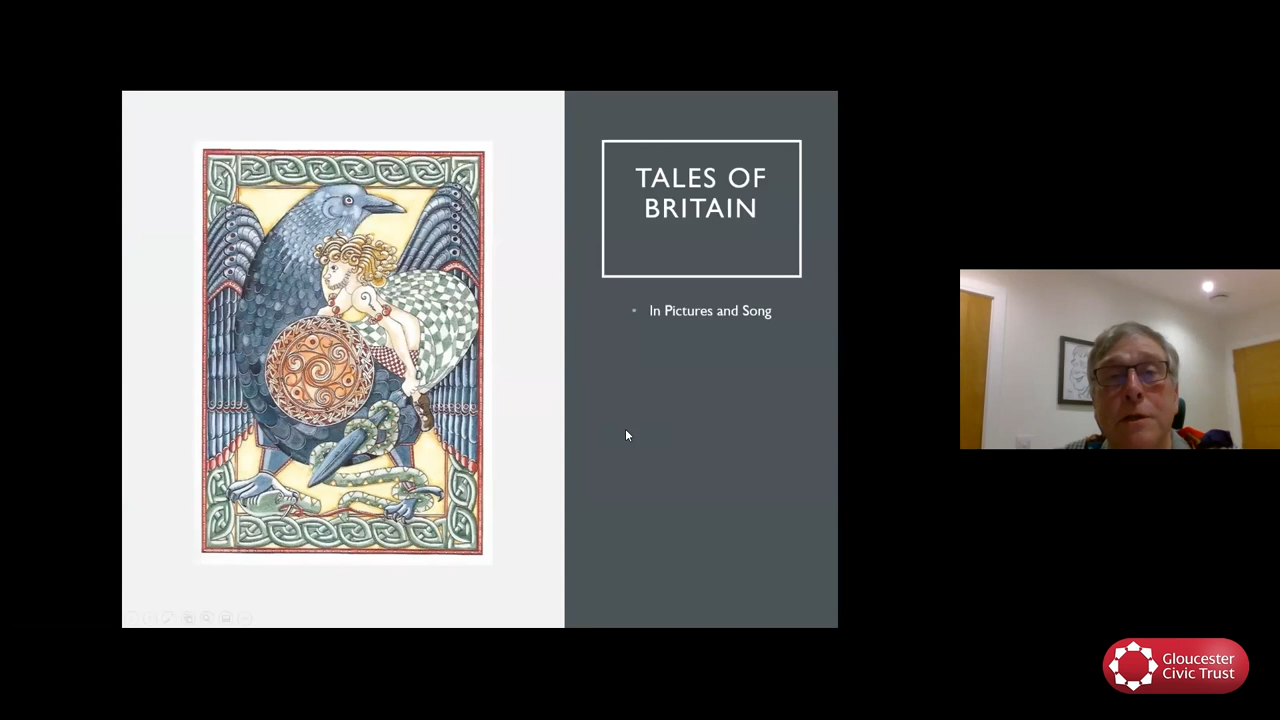 TALES OF
BRITAIN
In Pictures and Song
Gloucester
Civic Trust